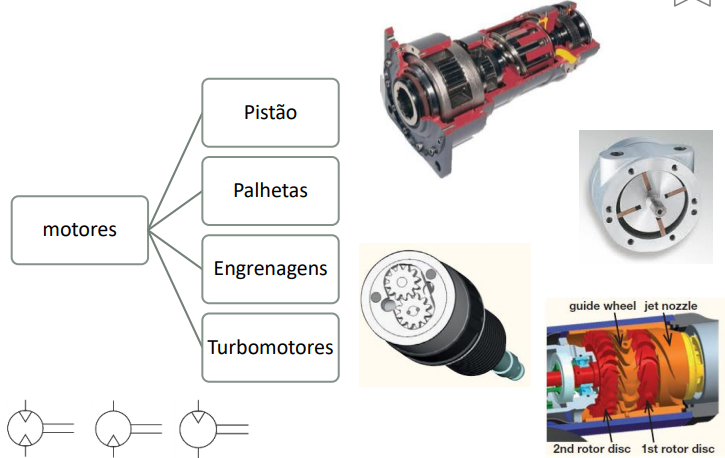 Pistão
Palhetas
motores
Engrenagens
Turbomotores
guide wheel
jet nozzle
2nd rotor disc
1st rotor disc